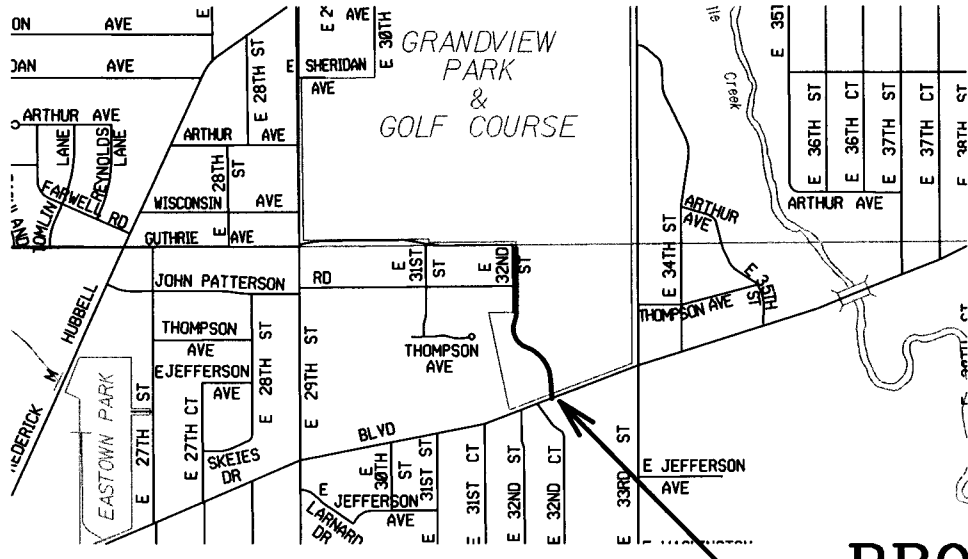 ON AVE
AVE
ARTHUR AVE
LANE
REYNOLDS
LANE
FARWELL RD
TOMLIN
E 28TH ST
ARTHUR AVE
28TH
ST
WISCONSIN AVE
GUTHRIE E AVE
AVE
E 30TH
E SHERIDAN
AVE
GRANDVIEW
PARK
&
GOLF COURSE
Creek
E 36TH ST
E 36TH CT
E 37TH ST
E 37TH CT
E 38TH ST
ARTHUR AVE
ARTHUR
AVE
E 34TH ST
E 35TH
ST
THOMPSON AVE
JOHN PATTERSON RD
E 31ST
ST
E 32ND
ST
THOMPSON
AVE
THOMPSON
AVE
E JEFFERSON
AVE
E 28TH ST
E 29TH ST
HUBBELL
EASTOWN PARK
E 27TH ST
E 27TH CT
SKEIES
DR
BLVD
E 30TH
ST
E 31ST ST
E 31ST CT
E 32ND ST
E 32ND CT
E 33RD ST
E JEFFERSON
AVE
LARNARD
DR
E JEFFERSON
AVE